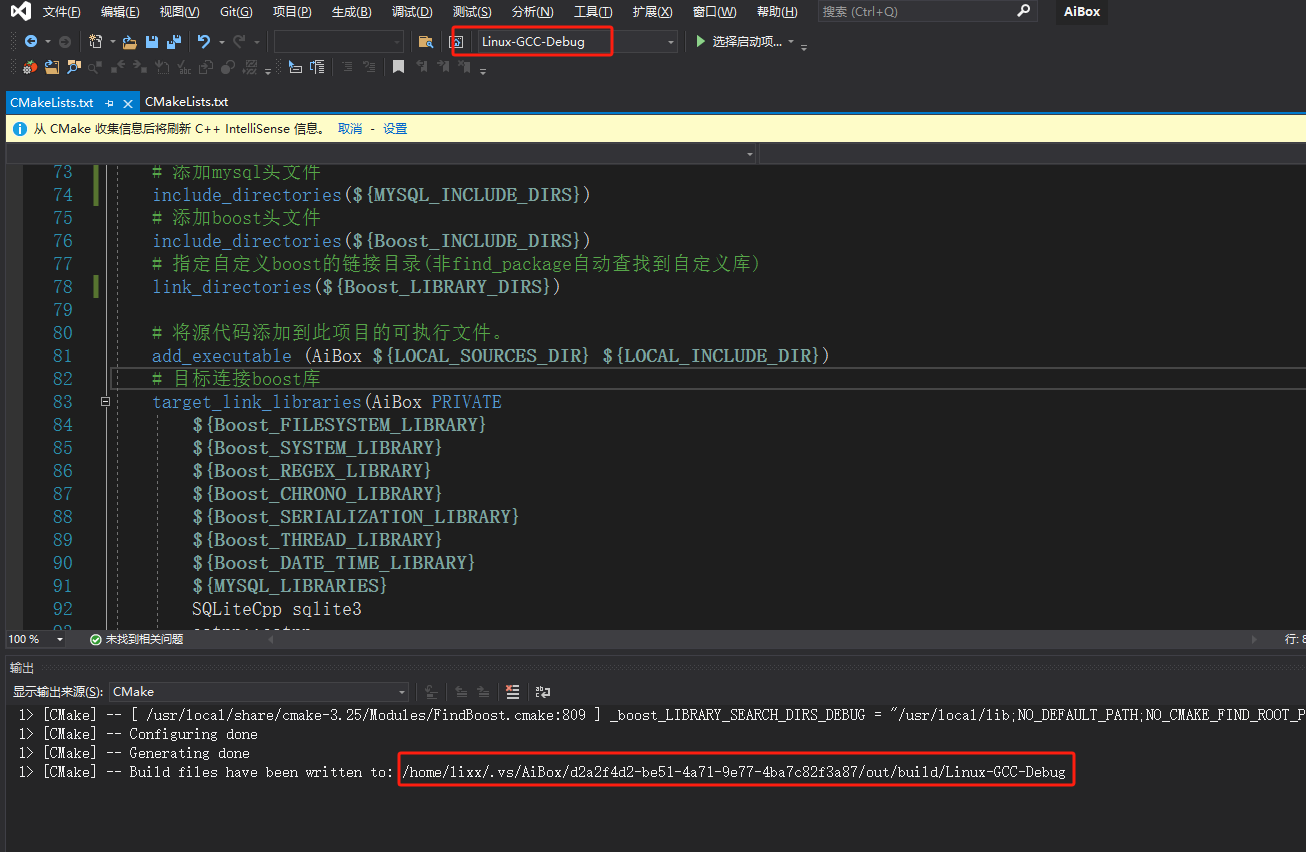 文件(F) 编辑(E) 视图(V) Git(G) 项目(P) 生成(B) 调试(D) 测试(S) 分析(N) 工具(T) 扩展(X) 窗口(W) 帮助(H) 搜索 (Ctrl+Q) AiBox
Linux-GCC-Debug 选择启动项...
CMakeLists.txt CMakeLists.txt
从 CMake 收集信息后将刷新 C++ IntelliSense 信息。 取消 - 设置
73 # 添加mysql头文件
74 include_directories(${MYSQL_INCLUDE_DIRS})
75 # 添加boost头文件
76 include_directories(${Boost_INCLUDE_DIRS})
77 # 指定自定义boost的链接目录(非find_package自动查找到自定义库)
78 link_directories(${Boost_LIBRARY_DIRS})
79
80 # 将源代码添加到此项目的可执行文件。
81 add_executable (AiBox ${LOCAL_SOURCES_DIR} ${LOCAL_INCLUDE_DIR})
82 # 目标连接boost库
83 target_link_libraries(AiBox PRIVATE
84 ${Boost_FILESYSTEM_LIBRARY}
85 ${Boost_SYSTEM_LIBRARY}
86 ${Boost_REGEX_LIBRARY}
87 ${Boost_CHRONO_LIBRARY}
88 ${Boost_SERIALIZATION_LIBRARY}
89 ${Boost_THREAD_LIBRARY}
90 ${Boost_DATE_TIME_LIBRARY}
91 ${MYSQL_LIBRARIES}
92 SQLiteCpp sqlite3
100 % 未找到相关问题 行:
输出
显示输出来源(S): CMake
1> [CMake] -- [ /usr/local/share/cmake-3.25/Modules/FindBoost.cmake:809 ] _boost_LIBRARY_SEARCH_DIRS_DEBUG = "/usr/local/lib;NO_DEFAULT_PATH;NO_CMAKE_FIND_ROOT_P
1> [CMake] -- Configuring done
1> [CMake] -- Generating done
1> [CMake] -- Build files have been written to: /home/lixx/.vs/AiBox/d2a2f4d2-be51-4a71-9e77-4ba7c82f3a87/out/build/Linux-GCC-Debug